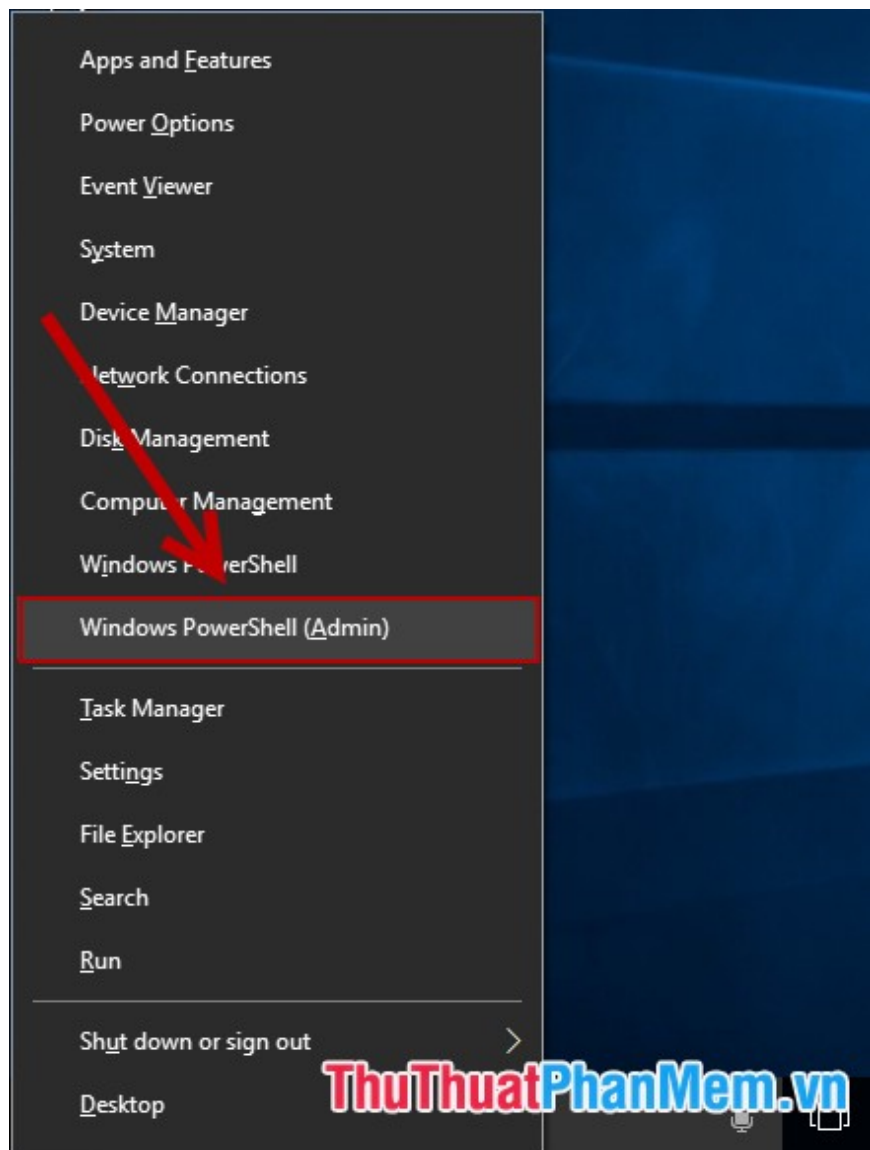 Apps and Features
Power Options
Event Viewer
System
Device Manager
Network Connections
Disk Management
Computer Management
Windows PowerShell
Windows PowerShell (Admin)
Task Manager
Settings
File Explorer
Search
Run
Shut down or sign out
Desktop
ThuThuatPhanMem.vn